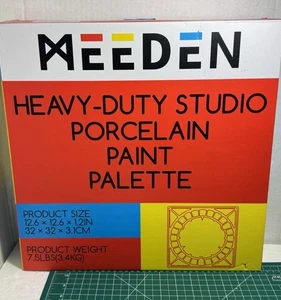 MEEDEN
HEAVY-DUTY STUDIO
PORCELAIN
PAINT
PALETTE
PRODUCT SIZE
12.6 × 12.6 × 1.2IN
32 × 32 × 3.1CM
PRODUCT WEIGHT
7.5LBS(3.4KG)